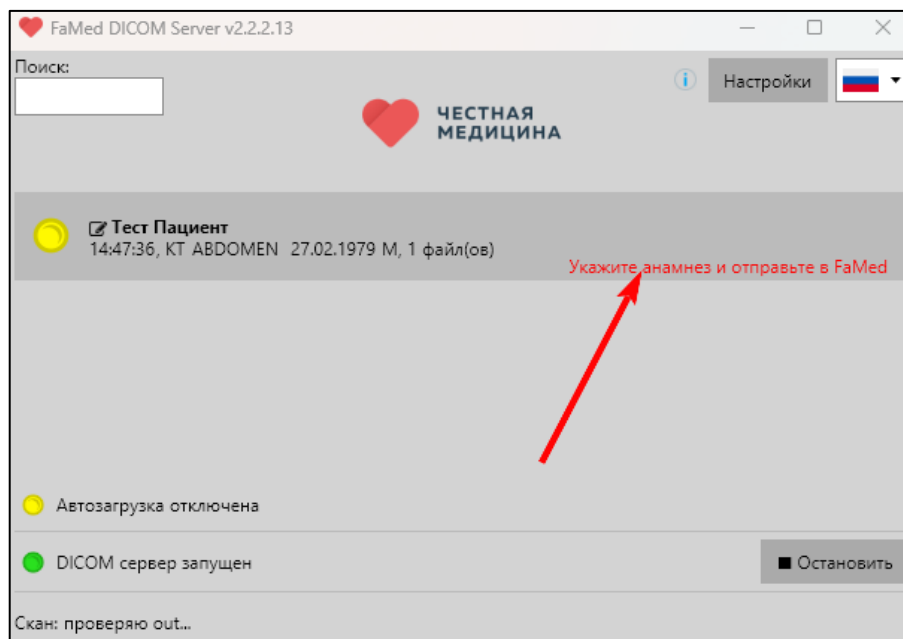 FaMed DICOM Server v2.2.2.13
Поиск:
Настройки
ЧЕСТНАЯ
МЕДИЦИНА
Тест Пациент
14:47:36, КТ ABDOMEN 27.02.1979 М, 1 файл(ов)
Укажите анамнез и отправьте в FaMed
Автозагрузка отключена
DICOM сервер запущен
Остановить
Скан: проверяю out...